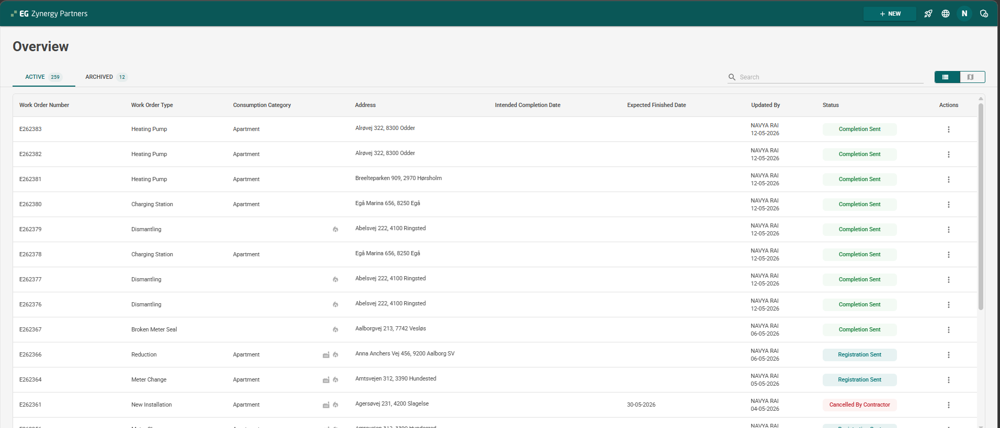 EG Zynergy Partners
+ NEW
N
Overview
ACTIVE 259
ARCHIVED 12
Search
Work Order Number Work Order Type Consumption Category Address Intended Completion Date Expected Finished Date Updated By Status Actions
E262383 Heating Pump Apartment Alrøvej 322, 8300 Odder NAVYA RAI 12-05-2026 Completion Sent
E262382 Heating Pump Apartment Alrøvej 322, 8300 Odder NAVYA RAI 12-05-2026 Completion Sent
E262381 Heating Pump Apartment Breelteparken 909, 2970 Hørsholm NAVYA RAI 12-05-2026 Completion Sent
E262380 Charging Station Apartment Egå Marina 656, 8250 Egå NAVYA RAI 12-05-2026 Completion Sent
E262379 Dismantling Abelsvej 222, 4100 Ringsted NAVYA RAI 12-05-2026 Completion Sent
E262378 Charging Station Apartment Egå Marina 656, 8250 Egå NAVYA RAI 12-05-2026 Completion Sent
E262377 Dismantling Abelsvej 222, 4100 Ringsted NAVYA RAI 12-05-2026 Completion Sent
E262376 Dismantling Abelsvej 222, 4100 Ringsted NAVYA RAI 12-05-2026 Completion Sent
E262367 Broken Meter Seal Aalborgvej 213, 7742 Vesløs NAVYA RAI 06-05-2026 Completion Sent
E262366 Reduction Apartment Anna Anchers Vej 456, 9200 Aalborg SV NAVYA RAI 06-05-2026 Registration Sent
E262364 Meter Change Apartment Amtsvejen 312, 3390 Hundested NAVYA RAI 05-05-2026 Registration Sent
E262361 New Installation Apartment Agersøvej 231, 4200 Slagelse 30-05-2026 NAVYA RAI 04-05-2026 Cancelled By Contractor
NAVYA RAI